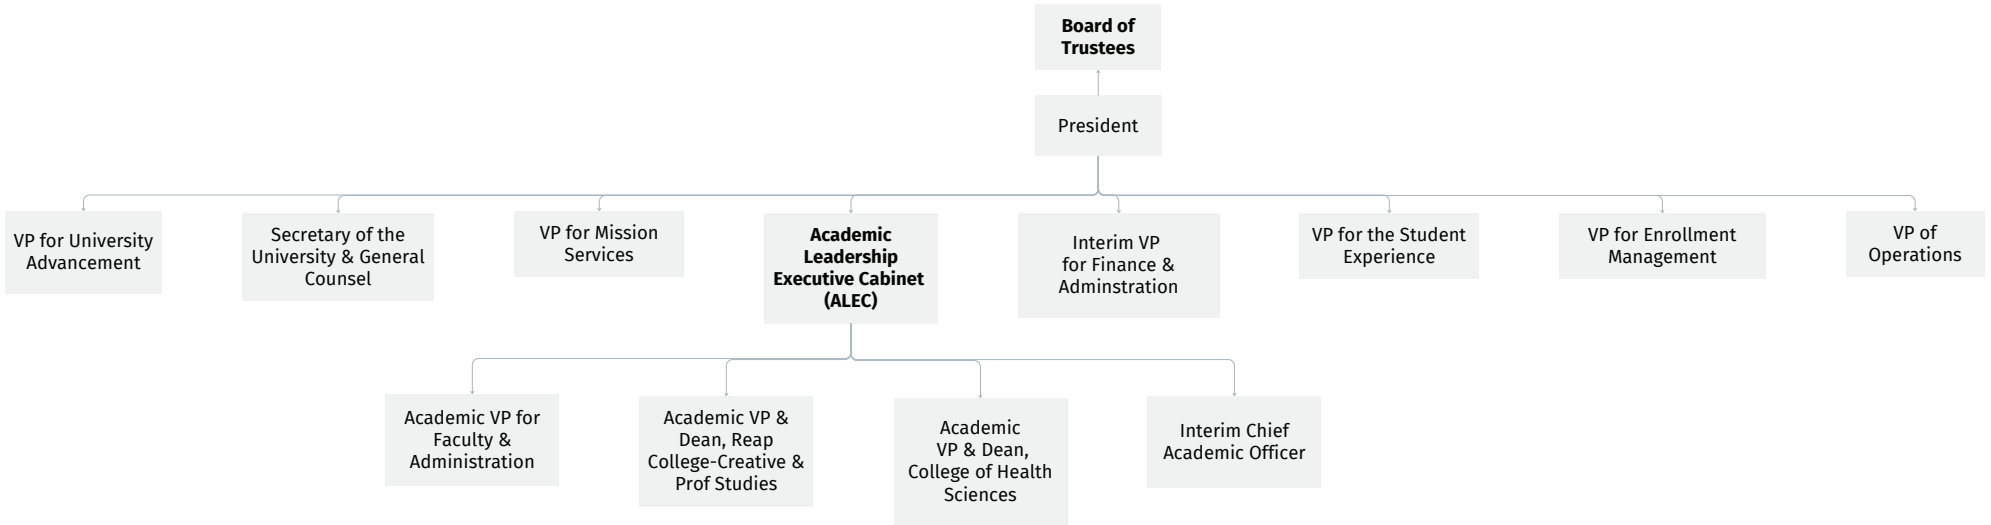 Board of
Trustees
President
VP for University
Advancement
Secretary of the
University & General
Counsel
VP for Mission
Services
Academic
Leadership
Executive Cabinet
(ALEC)
Interim VP
for Finance &
Adminstration
VP for the Student
Experience
VP for Enrollment
Management
VP of
Operations
Academic VP for
Faculty &
Administration
Academic VP &
Dean, Reap
College-Creative &
Prof Studies
Academic
VP & Dean,
College of Health
Sciences
Interim Chief
Academic Officer